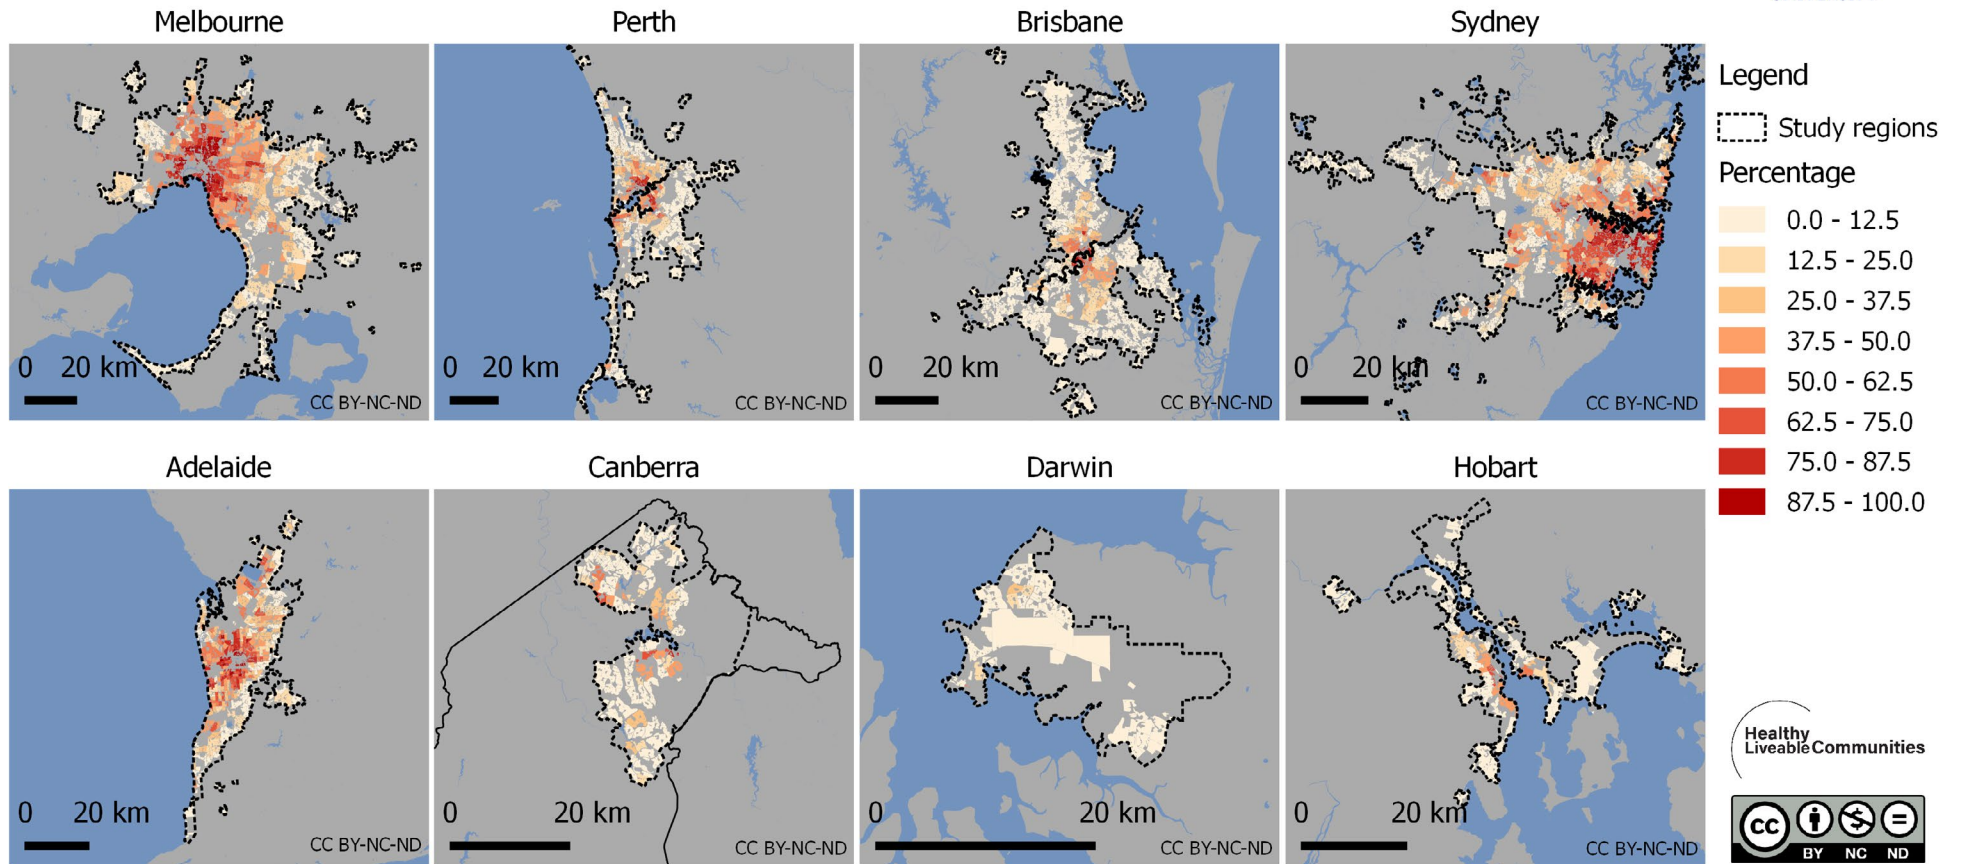 Melbourne
Perth
Brisbane
Sydney
0 20 km
CC BY-NC-ND
0 20 km
CC BY-NC-ND
0 20 km
CC BY-NC-ND
0 20 km
CC BY-NC-ND
Adelaide
Canberra
Darwin
Hobart
0 20 km
CC BY-NC-ND
0 20 km
CC BY-NC-ND
0 20 km
CC BY-NC-ND
0 20 km
CC BY-NC-ND
Legend
Study regions
Percentage
0.0 - 12.5
12.5 - 25.0
25.0 - 37.5
37.5 - 50.0
50.0 - 62.5
62.5 - 75.0
75.0 - 87.5
87.5 - 100.0
Healthy
Liveable Communities
cc
BY NC ND